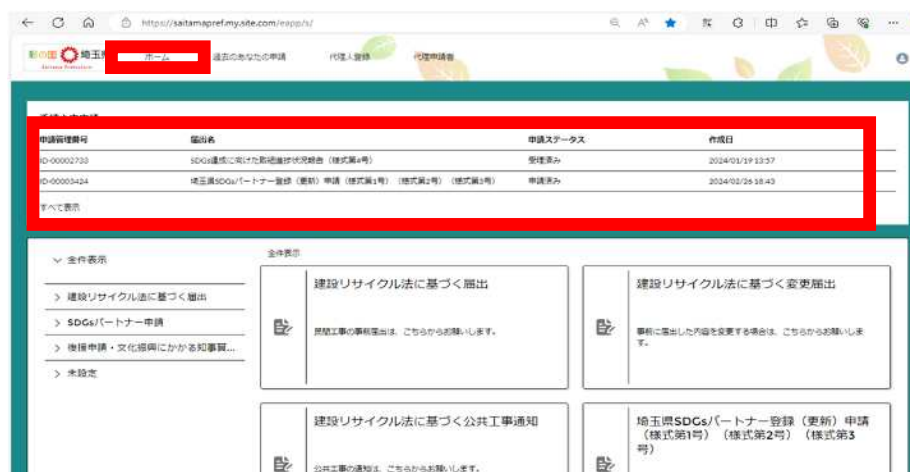 https://saitamapref.my.site.com/eapp/s/
彩の国 埼玉県
ホーム 過去のあなたの申請 代理人登録 代理申請者
申請管理番号 届出名 申請ステータス 作成日
ID-00002733 SDGs達成に向けた取組進捗状況報告（様式第4号） 受理済み 2024/01/19 13:57
ID-00003424 埼玉県SDGsパートナー登録（更新）申請（様式第1号）（様式第2号）（様式第3号） 申請済み 2024/02/26 18:43
すべて表示
全件表示
建設リサイクル法に基づく届出
SDGsパートナー申請
後援申請・文化振興にかかる知事賞...
未設定
全件表示
建設リサイクル法に基づく届出
民間工事の事前届出は、こちらからお願いします。
建設リサイクル法に基づく変更届出
事前に届出した内容を変更する場合は、こちらからお願いしま
す。
建設リサイクル法に基づく公共工事通知
公共工事の通知は、こちらからお願いします。
埼玉県SDGsパートナー登録（更新）申請
（様式第1号）（様式第2号）（様式第3
号）